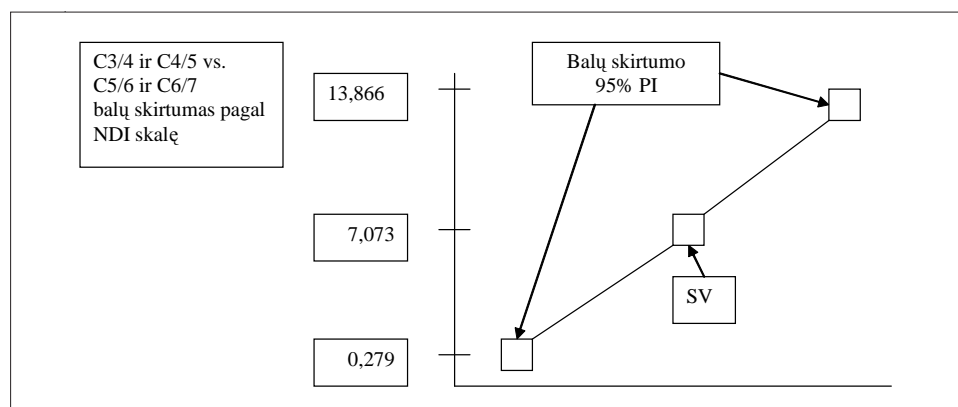 C3/4 ir C4/5 vs.
C5/6 ir C6/7
balų skirtumas pagal
NDI skalę
13,866
7,073
0,279
Balų skirtumo
95% PI
SV